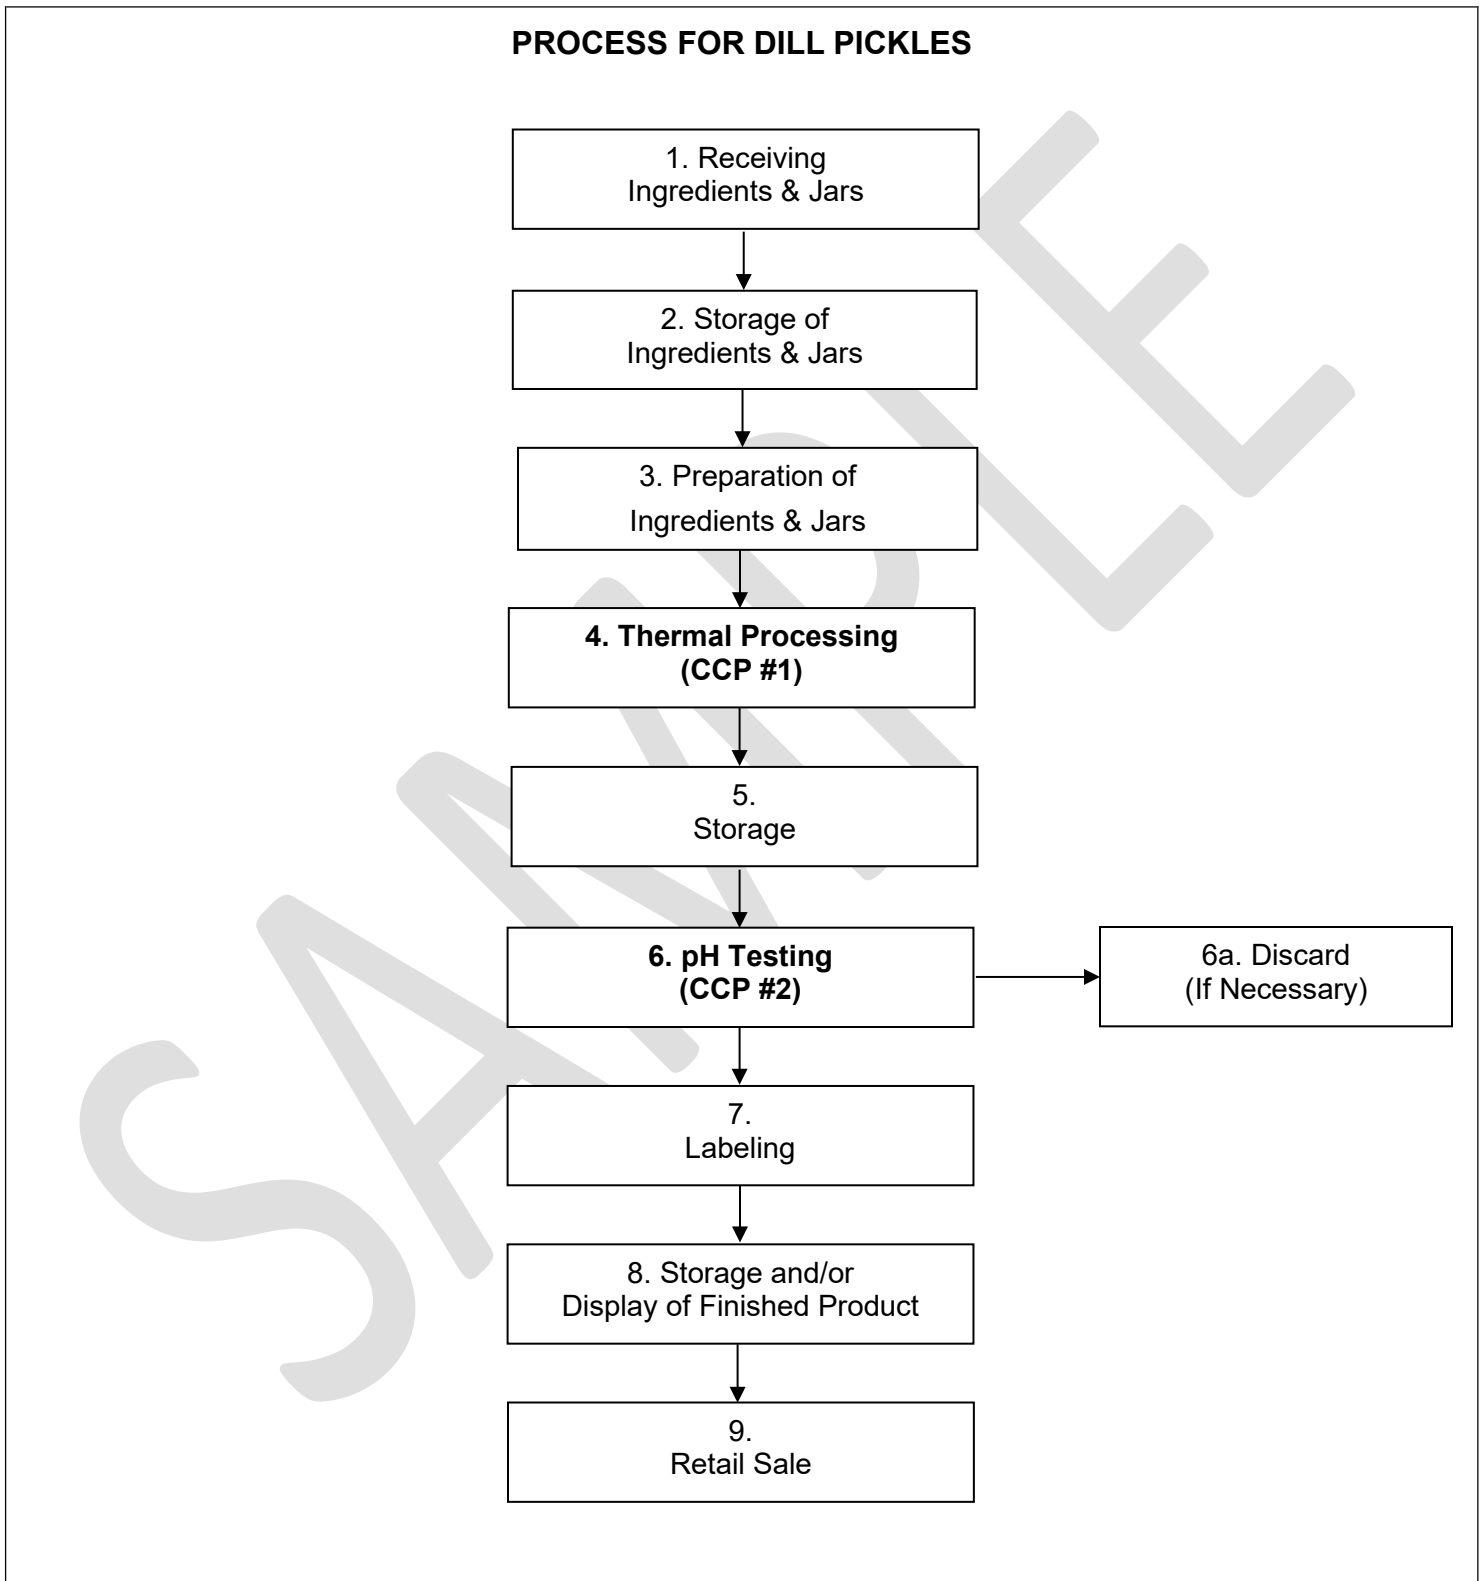 PROCESS FOR DILL PICKLES
1. Receiving
Ingredients & Jars
2. Storage of
Ingredients & Jars
3. Preparation of
Ingredients & Jars
4. Thermal Processing
(CCP #1)
5.
Storage
6. pH Testing
(CCP #2)
6a. Discard
(If Necessary)
7.
Labeling
8. Storage and/or
Display of Finished Product
9.
Retail Sale
SAMPLE